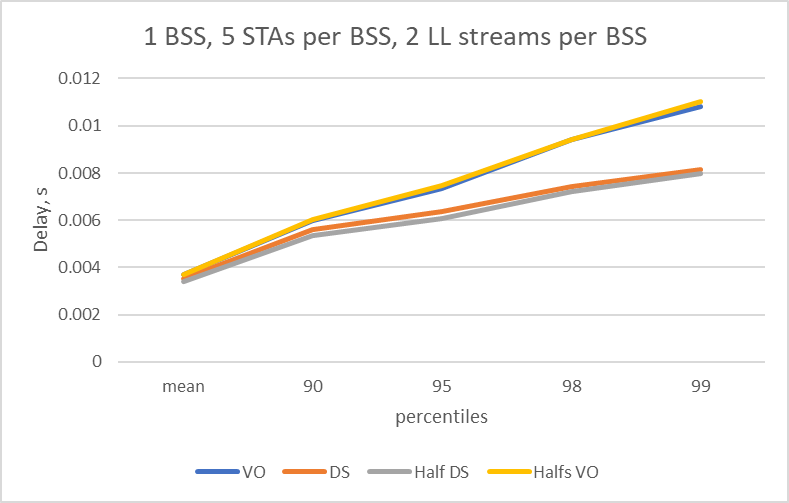 1 BSS, 5 STAs per BSS, 2 LL streams per BSS
0.012
0.01
0.008
0.006
0.004
0.002
0
Delay, s
mean 90 95 98 99
percentiles
VO DS Half DS Halfs VO